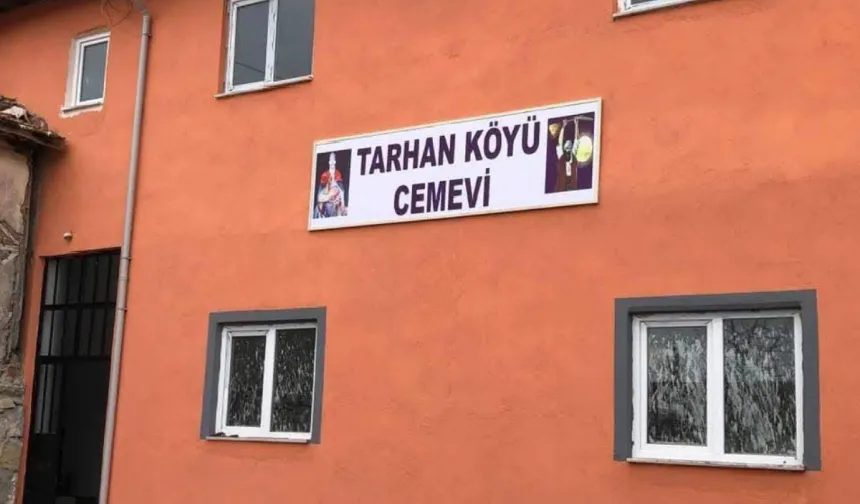 TARHAN KÖYÜ
CEMEVİ